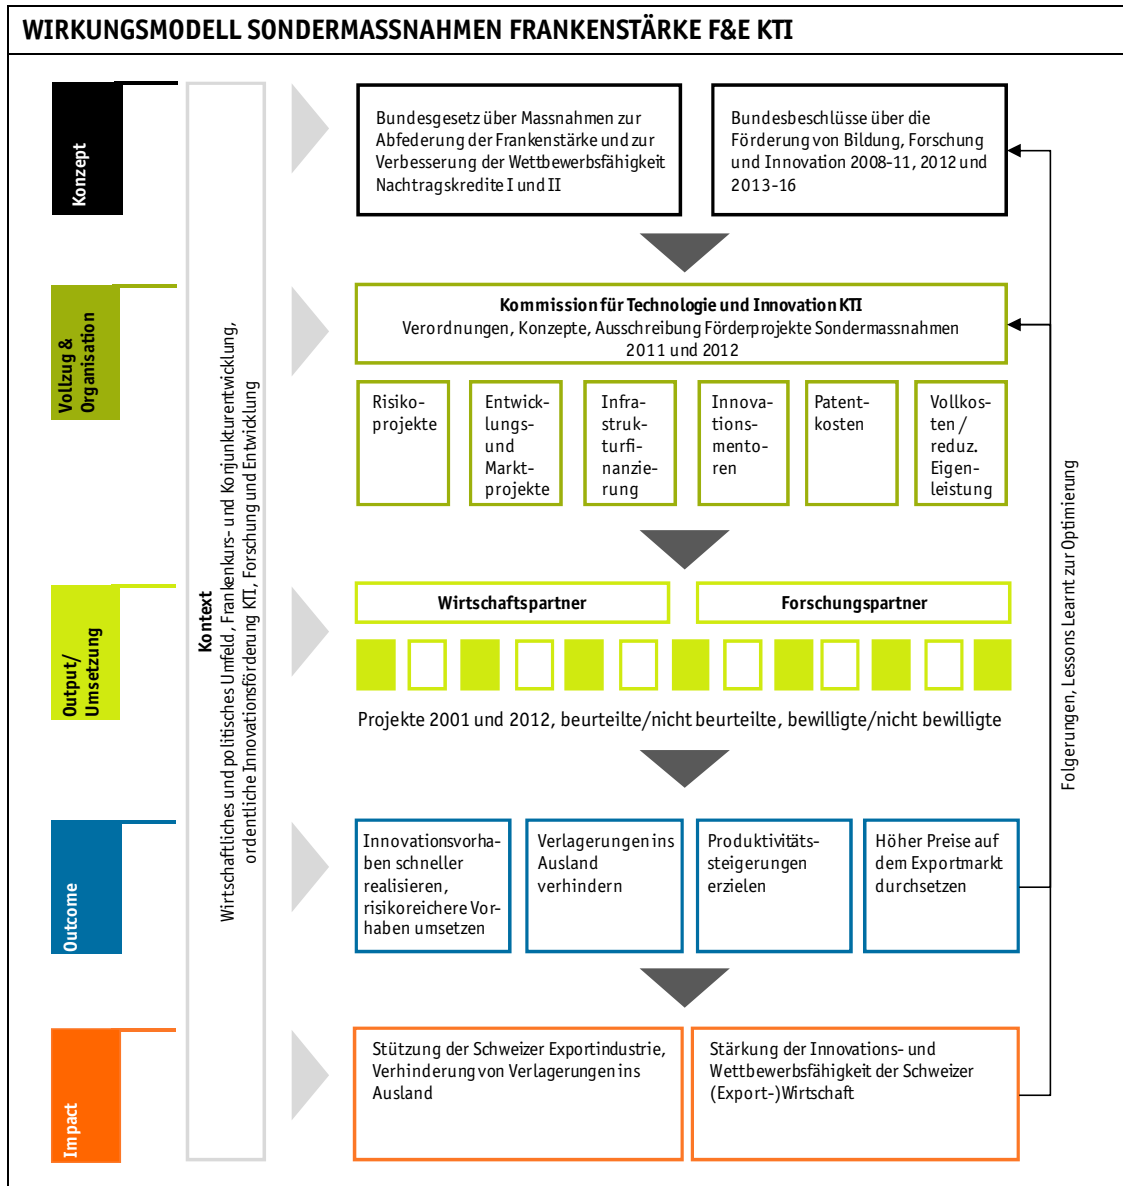 WIRKUNGSMODELL SONDERMASSNAHMEN FRANKENSTÄRKE F&E KTI
Konzept
Bundesgesetz über Massnahmen zur
Abfederung der Frankenstärke und zur
Verbesserung der Wettbewerbsfähigkeit
Nachtragskredite I und II
Bundesbeschlüsse über die
Förderung von Bildung, Forschung
und Innovation 2008-11, 2012 und
2013-16
Vollzug &
Organisation
Kommission für Technologie und Innovation KTI
Verordnungen, Konzepte, Ausschreibung Förderprojekte Sondermassnahmen
2011 und 2012
Risiko-
projekte
Entwick-
lungs-
und
Markt-
projekte
Infra-
struk-
turfi-
nanzie-
rung
Innova-
tions-
mento-
ren
Patent-
kosten
Vollkos-
ten /
reduz.
Eigen-
leistung
Kontext
Wirtschaftliches und politisches Umfeld, Frankenkurs- und Konjunkturentwicklung,
ordentliche Innovationsförderung KTI, Forschung und Entwicklung
Output/
Umsetzung
Wirtschaftspartner
Forschungspartner
Projekte 2001 und 2012, beurteilte/nicht beurteilte, bewilligte/nicht bewilligte
Folgerungen, Lessons Learnt zur Optimierung
Outcome
Innovationsvorha-
ben schneller
realisieren,
risikoreichere Vor-
haben umsetzen
Verlagerungen ins
Ausland
verhindern
Produktivitäts-
steigerungen
erzielen
Höher Preise auf
dem Exportmarkt
durchsetzen
Impact
Stützung der Schweizer Exportindustrie,
Verhinderung von Verlagerungen ins
Ausland
Stärkung der Innovations- und
Wettbewerbsfähigkeit der Schweizer
(Export-)Wirtschaft